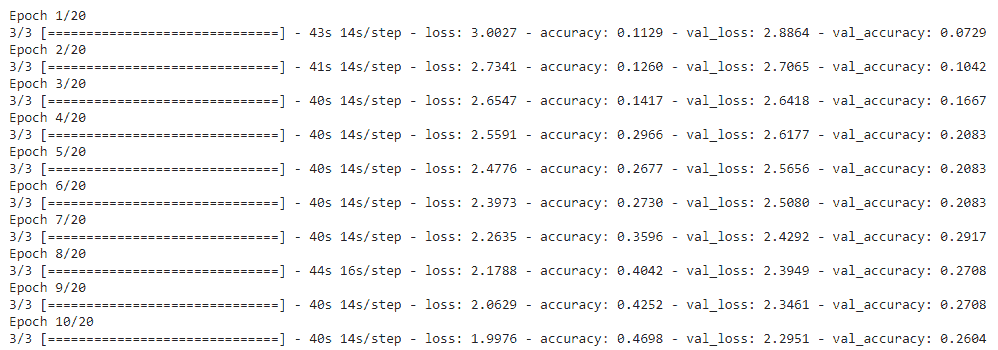 Epoch 1/20
3/3 [==============================] - 43s 14s/step - loss: 3.0027 - accuracy: 0.1129 - val_loss: 2.8864 - val_accuracy: 0.0729
Epoch 2/20
3/3 [==============================] - 41s 14s/step - loss: 2.7341 - accuracy: 0.1260 - val_loss: 2.7065 - val_accuracy: 0.1042
Epoch 3/20
3/3 [==============================] - 40s 14s/step - loss: 2.6547 - accuracy: 0.1417 - val_loss: 2.6418 - val_accuracy: 0.1667
Epoch 4/20
3/3 [==============================] - 40s 14s/step - loss: 2.5591 - accuracy: 0.2966 - val_loss: 2.6177 - val_accuracy: 0.2083
Epoch 5/20
3/3 [==============================] - 40s 14s/step - loss: 2.4776 - accuracy: 0.2677 - val_loss: 2.5656 - val_accuracy: 0.2083
Epoch 6/20
3/3 [==============================] - 40s 14s/step - loss: 2.3973 - accuracy: 0.2730 - val_loss: 2.5080 - val_accuracy: 0.2083
Epoch 7/20
3/3 [==============================] - 40s 14s/step - loss: 2.2635 - accuracy: 0.3596 - val_loss: 2.4292 - val_accuracy: 0.2917
Epoch 8/20
3/3 [==============================] - 44s 16s/step - loss: 2.1788 - accuracy: 0.4042 - val_loss: 2.3949 - val_accuracy: 0.2708
Epoch 9/20
3/3 [==============================] - 40s 14s/step - loss: 2.0629 - accuracy: 0.4252 - val_loss: 2.3461 - val_accuracy: 0.2708
Epoch 10/20
3/3 [==============================] - 40s 14s/step - loss: 1.9976 - accuracy: 0.4698 - val_loss: 2.2951 - val_accuracy: 0.2604